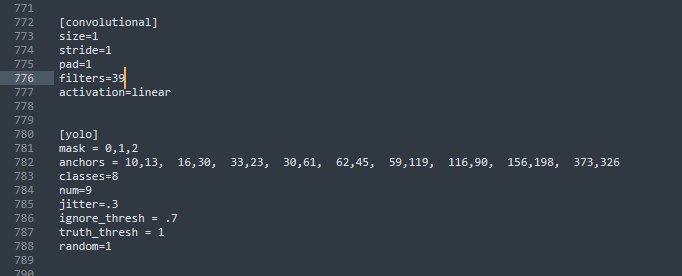 771
772 [convolutional]
773 size=1
774 stride=1
775 pad=1
776 filters=39
777 activation=linear
778
779
780 [yolo]
781 mask = 0,1,2
782 anchors = 10,13,  16,30,  33,23,  30,61,  62,45,  59,119,  116,90,  156,198,  373,326
783 classes=8
784 num=9
785 jitter=.3
786 ignore_thresh = .7
787 truth_thresh = 1
788 random=1
789
790